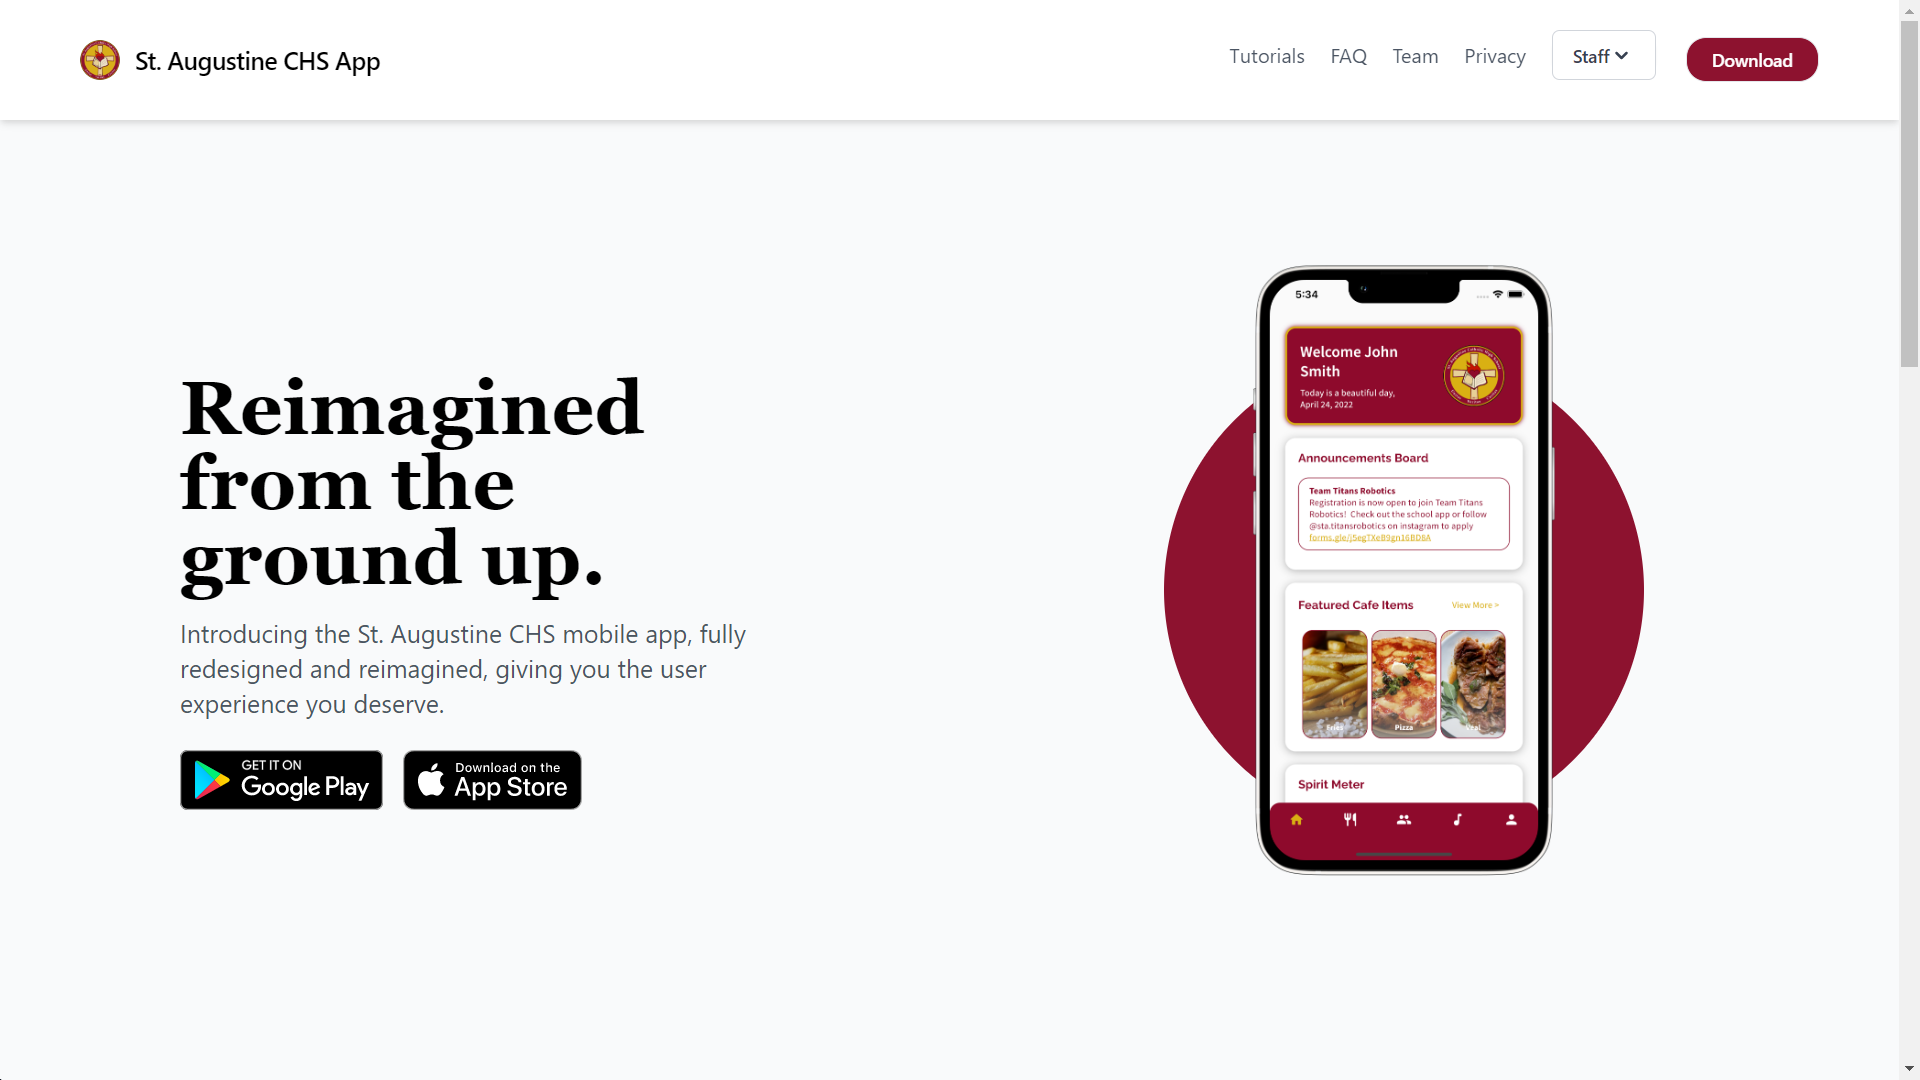 St. Augustine CHS App
Tutorials
FAQ
Team
Privacy
Staff
Download
Reimagined
from the
ground up.
Introducing the St. Augustine CHS mobile app, fully
redesigned and reimagined, giving you the user
experience you deserve.
GET IT ON
Google Play
Download on the
App Store
5:34
Welcome John
Smith
Today is a beautiful day,
April 24, 2022
Announcements Board
Team Titans Robotics
Registration is now open to join Team Titans
Robotics! Check out the school app or follow
@sta.titansrobotics on instagram to apply
Featured Cafe Items
View More >
Fries
Pizza
Veal
Spirit Meter